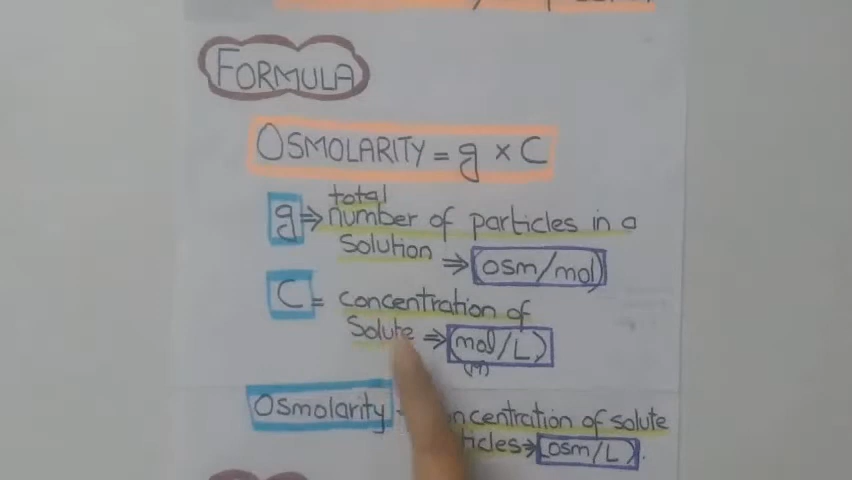 FORMULA
OSMOLARITY = g × C
g ⇒ total
number of particles in a
solution ⇒ (osm/mol)
C = concentration of
Solute ⇒ (mol/L)
(M)
Osmolarity - oncentration of solute
ticles → (osm/L).